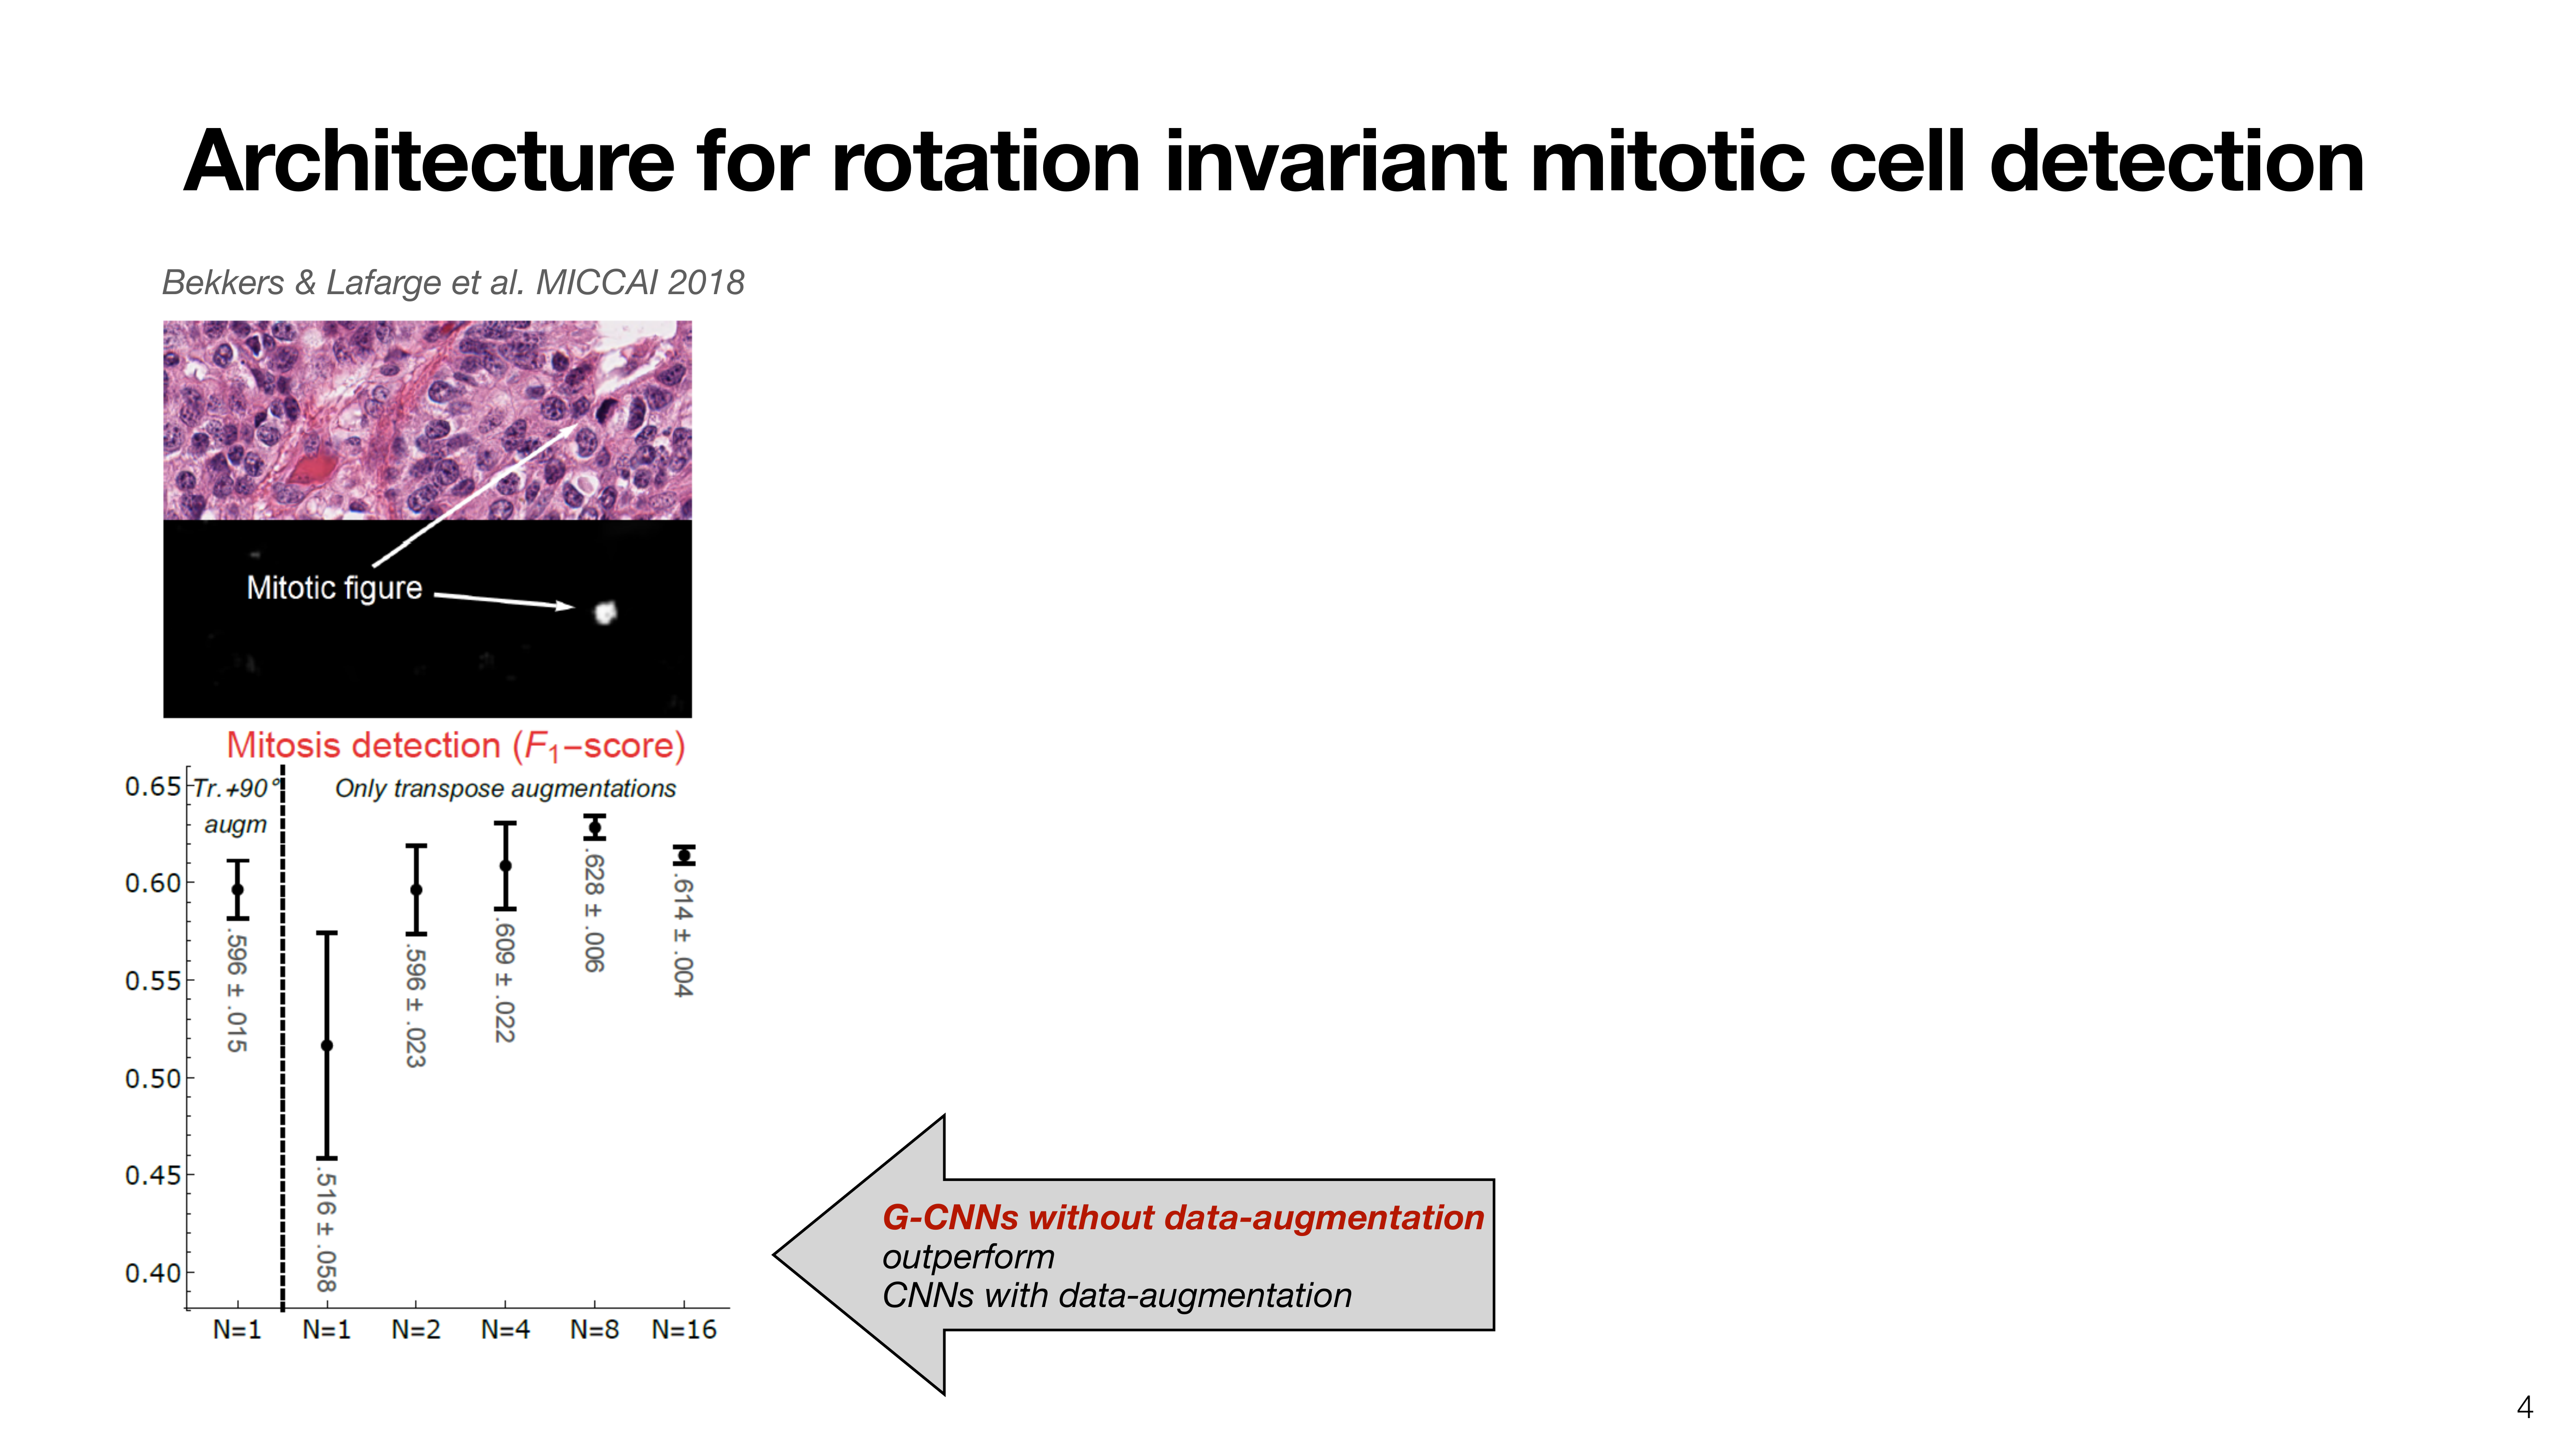 Architecture for rotation invariant mitotic cell detection
Bekkers & Lafarge et al. MICCAI 2018
Mitotic figure
Mitosis detection (F1–score)
Tr.+90°
augm
Only transpose augmentations
0.65
0.60
0.55
0.50
0.45
0.40
.596 ± .015
.516 ± .058
.596 ± .023
.609 ± .022
.628 ± .006
.614 ± .004
N=1
N=1
N=2
N=4
N=8
N=16
G-CNNs without data-augmentation
outperform
CNNs with data-augmentation
4